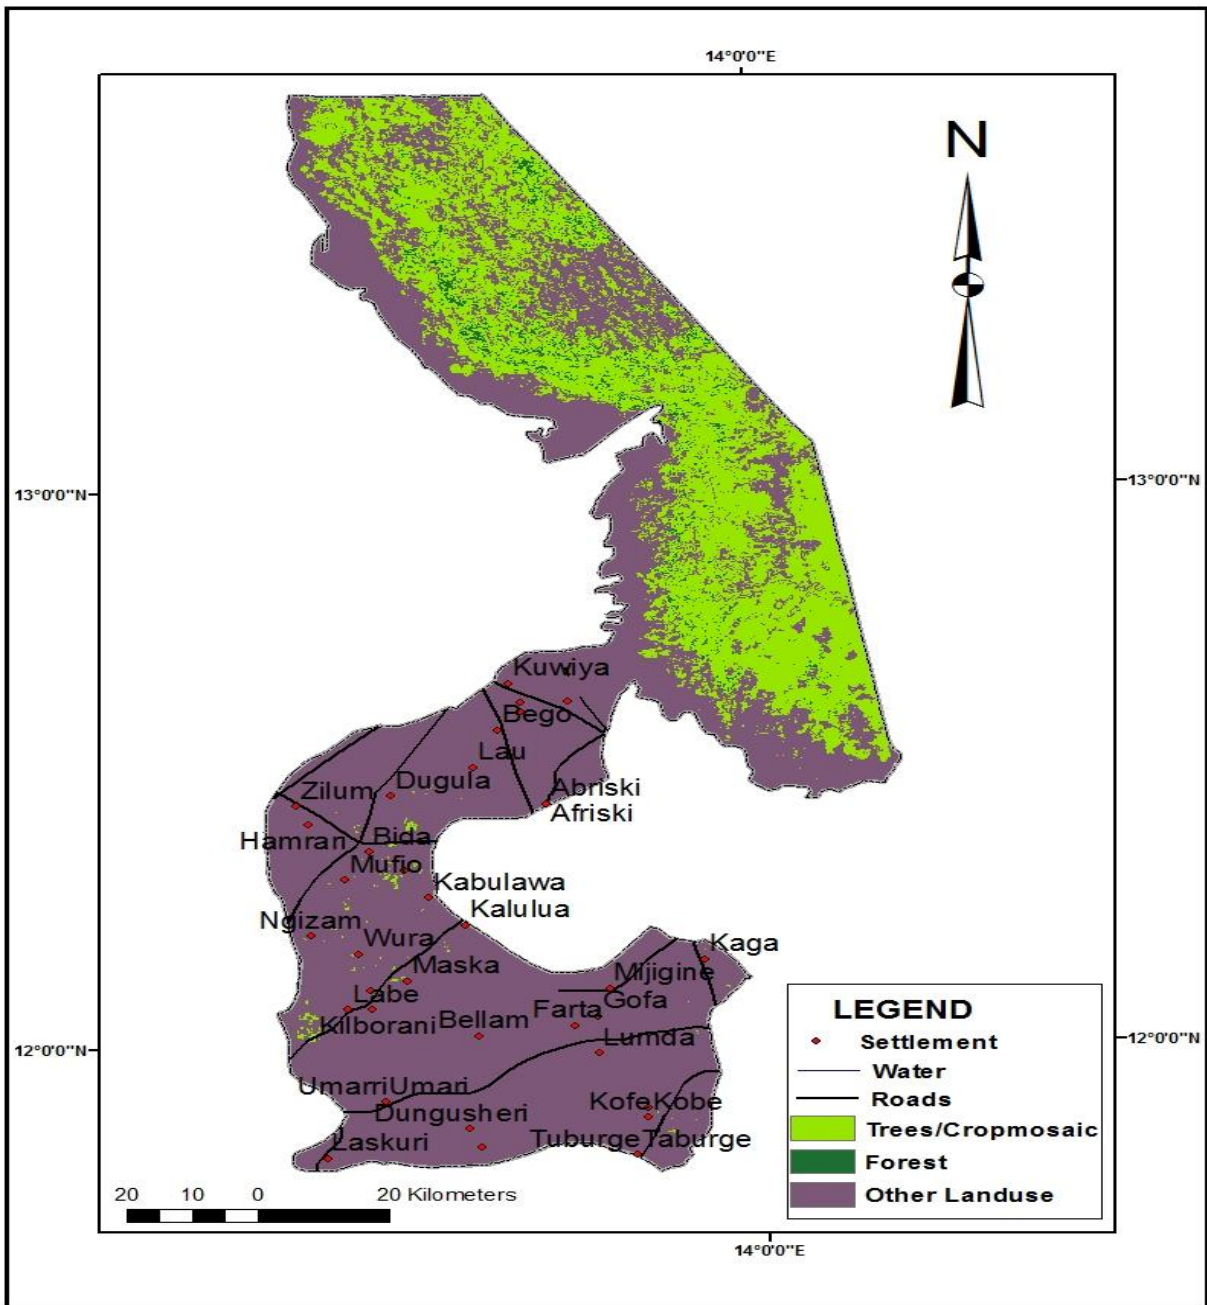 14°0'0"E
N
13°0'0"N
13°0'0"N
Kuwiya
Bego
Lau
Dugula
Abriski
Zilum
Afriski
Hamrari
Bida
Mufio
Kabulawa
Kalulua
Ngizam
Wura
Kaga
Maska
Mljigine
Labe
Gofa
Farta
Kilborani
Bellam
Lumda
12°0'0"N
12°0'0"N
UmarriUmari
KofeKobe
Dungusheri
Laskuri
TuburgeTaburge
LEGEND
Settlement
Water
Roads
Trees/Cropmosaic
Forest
Other Landuse
20 10 0 20 Kilometers
14°0'0"E